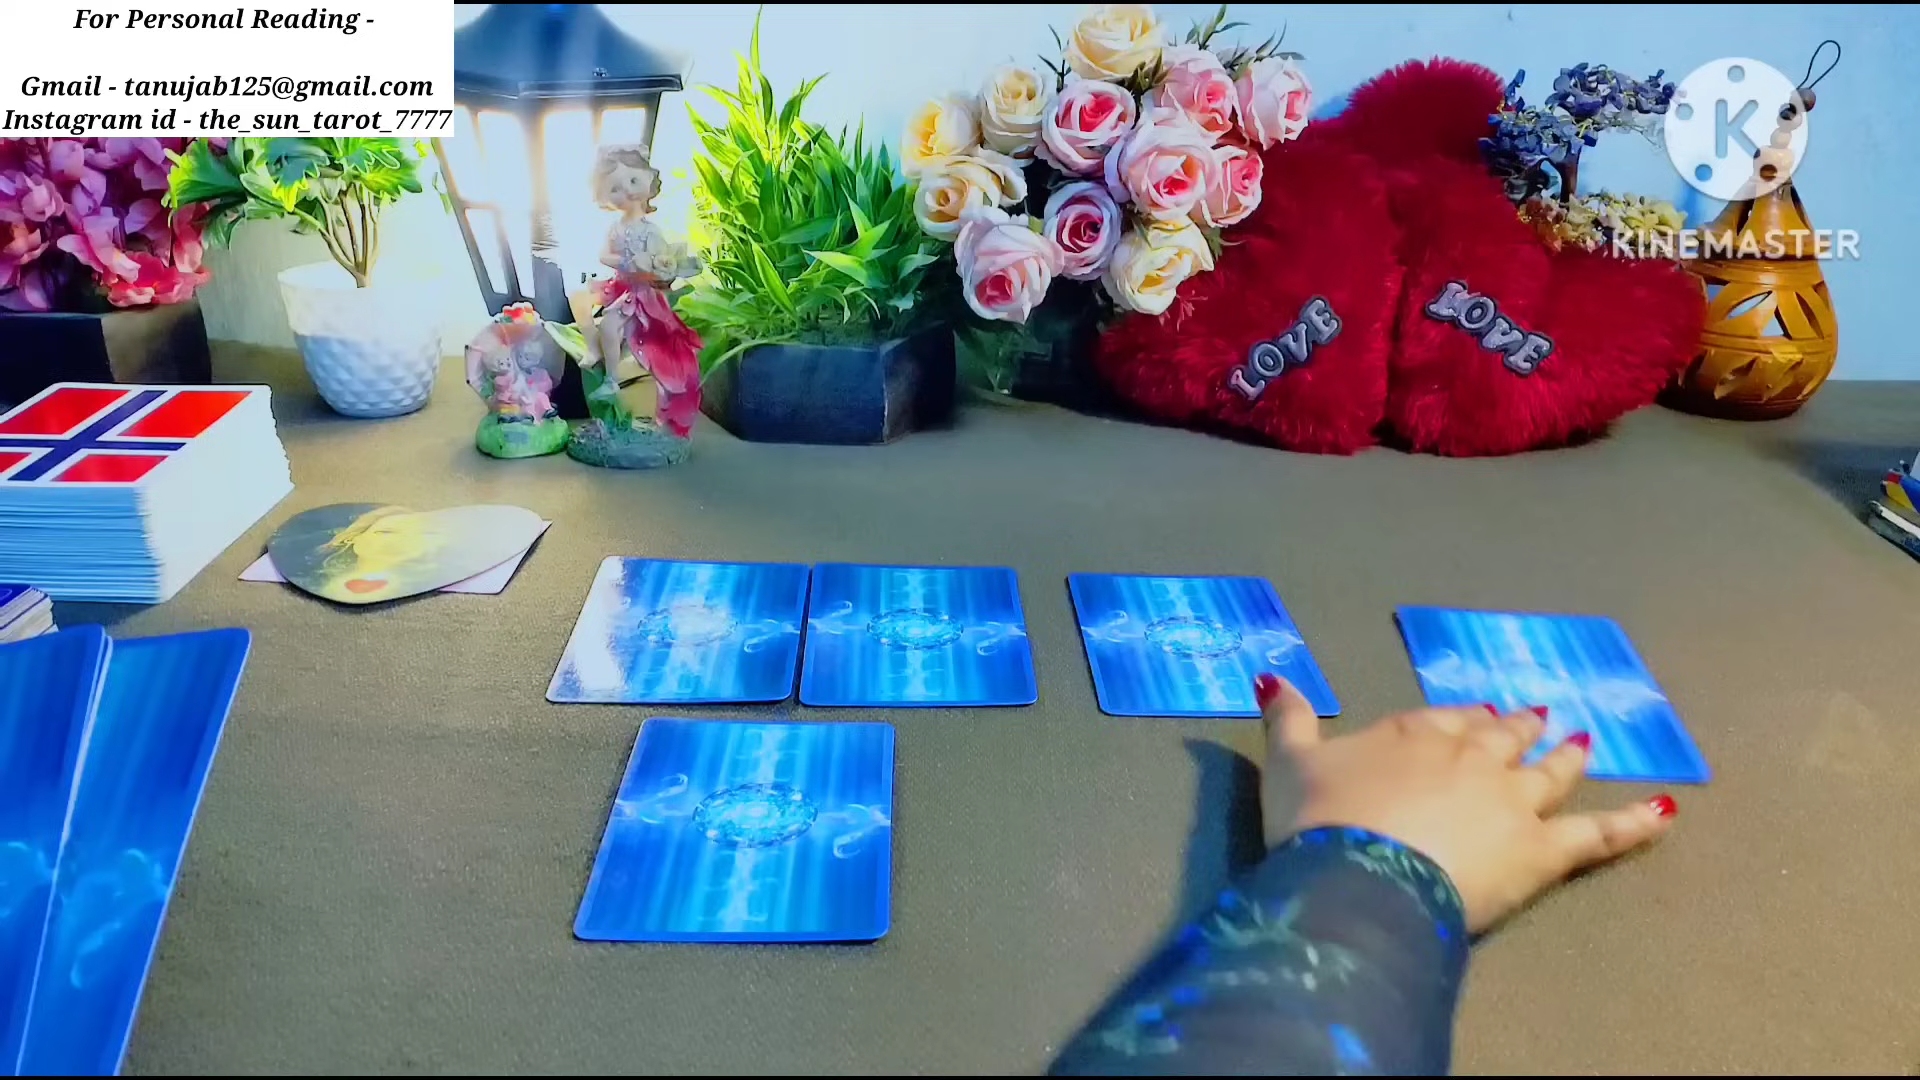 For Personal Reading -
Gmail - tanujab125@gmail.com
Instagram id - the_sun_tarot_7777
K
KINEMASTER
LOVE
LOVE